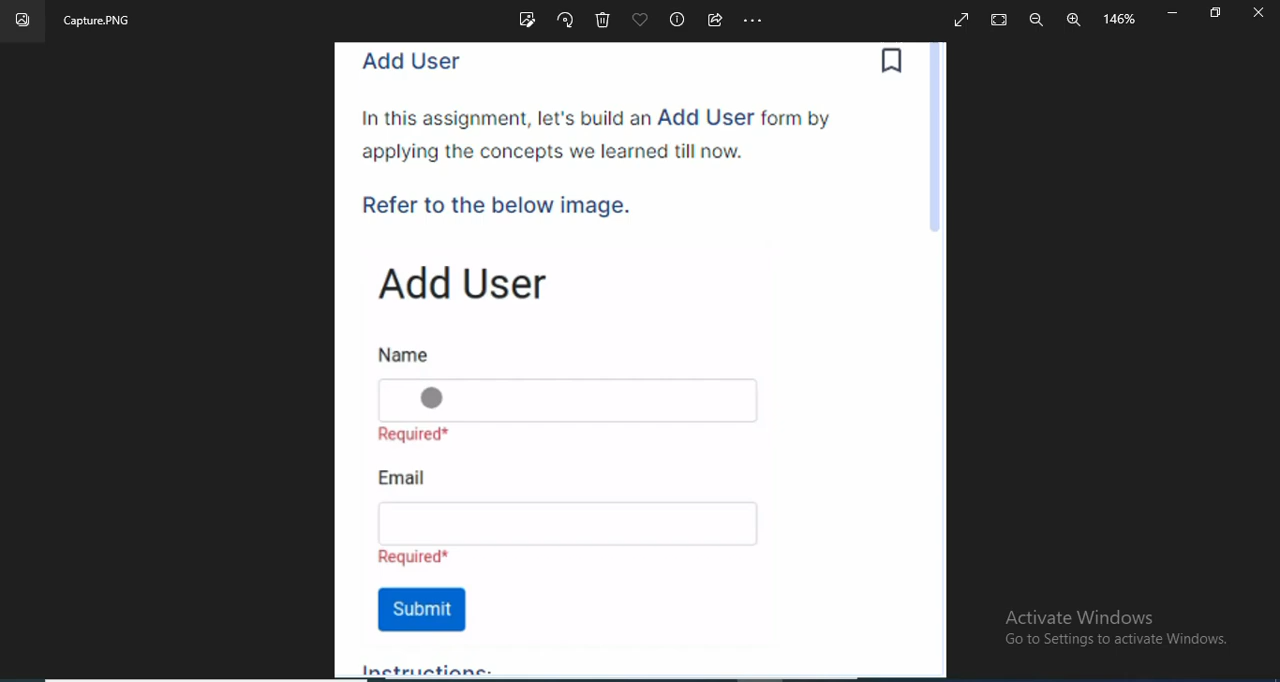 Capture.PNG
146%
Add User
In this assignment, let's build an Add User form by
applying the concepts we learned till now.
Refer to the below image.
Add User
Name
Required*
Email
Required*
Submit
Instructions:
Activate Windows
Go to Settings to activate Windows.